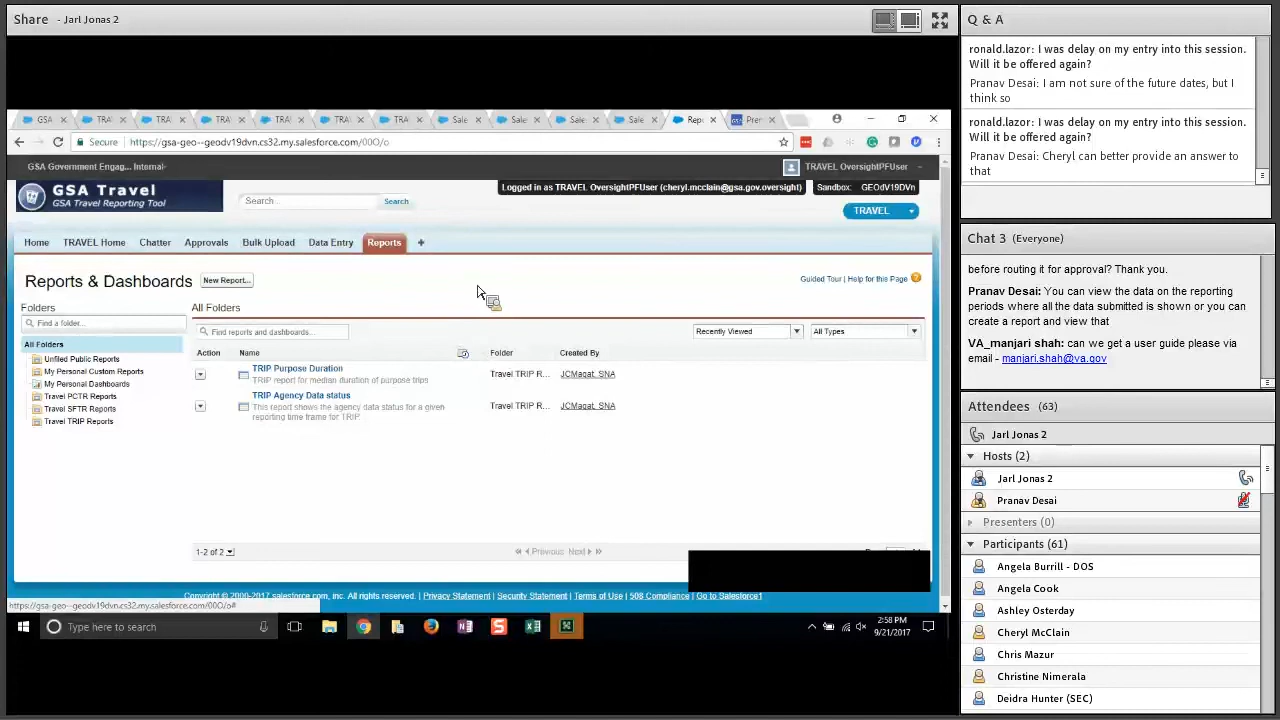 Share - Jarl Jonas 2
GSA
TRA
TRA
TRA
TRA
TRA
TRA
Sale
Sale
Sale
Sale
Rep
Pre
Secure https://gsa-geo--geodv19dvn.cs32.my.salesforce.com/00O/o
GSA Government Engag... Internal
TRAVEL OversightPFUser
GSA Travel
GSA Travel Reporting Tool
Search...
Search
Logged in as TRAVEL OversightPFUser (cheryl.mcclain@gsa.gov.oversight)
Sandbox: GEOdV19DVn
TRAVEL
Home TRAVEL Home Chatter Approvals Bulk Upload Data Entry Reports +
Reports & Dashboards
New Report...
Guided Tour | Help for this Page
Folders
Find a folder...
All Folders
Unfiled Public Reports
My Personal Custom Reports
My Personal Dashboards
Travel PCTR Reports
Travel SFTR Reports
Travel TRIP Reports
All Folders
Find reports and dashboards...
Recently Viewed
All Types
Action Name Folder Created By
TRIP Purpose Duration
TRIP report for median duration of purpose trips
Travel TRIP R... JCMagat, SNA
TRIP Agency Data status
This report shows the agency data status for a given
reporting time frame for TRIP.
Travel TRIP R... JCMagat, SNA
1-2 of 2
Previous Next
Copyright © 2000-2017 salesforce.com, inc. All rights reserved. | Privacy Statement | Security Statement | Terms of Use | 508 Compliance | Go to Salesforce1
https://gsa-geo--geodv19dvn.cs32.my.salesforce.com/00O/o#
Type here to search
2:58 PM
9/21/2017
Q & A
ronald.lazor: I was delay on my entry into this session.
Will it be offered again?
Pranav Desai: I am not sure of the future dates, but I
think so
ronald.lazor: I was delay on my entry into this session.
Will it be offered again?
Pranav Desai: Cheryl can better provide an answer to
that
Chat 3 (Everyone)
before routing it for approval? Thank you.
Pranav Desai: You can view the data on the reporting
periods where all the data submitted is shown or you can
create a report and view that
VA_manjari shah: can we get a user guide please via
email - manjari.shah@va.gov
Attendees (63)
Jarl Jonas 2
Hosts (2)
Jarl Jonas 2
Pranav Desai
Presenters (0)
Participants (61)
Angela Burrill - DOS
Angela Cook
Ashley Osterday
Cheryl McClain
Chris Mazur
Christine Nimerala
Deidra Hunter (SEC)